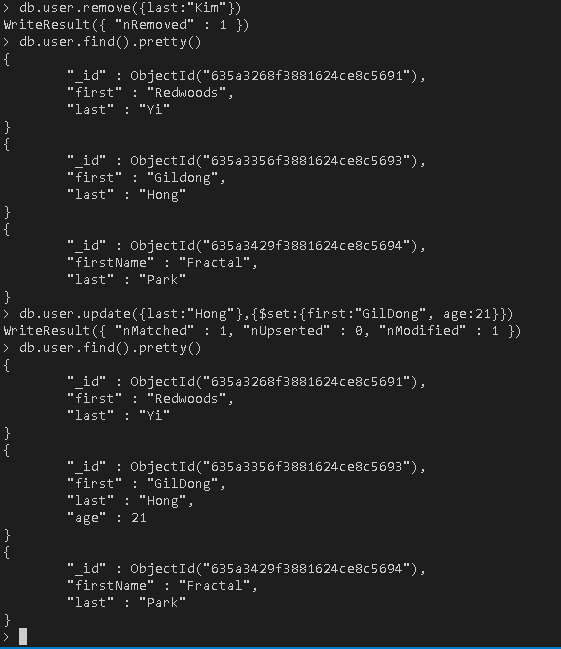 > db.user.remove({last:"Kim"})
WriteResult({ "nRemoved" : 1 })
> db.user.find().pretty()
{
        "_id" : ObjectId("635a3268f3881624ce8c5691"),
        "first" : "Redwoods",
        "last" : "Yi"
}
{
        "_id" : ObjectId("635a3356f3881624ce8c5693"),
        "first" : "Gildong",
        "last" : "Hong"
}
{
        "_id" : ObjectId("635a3429f3881624ce8c5694"),
        "firstName" : "Fractal",
        "last" : "Park"
}
> db.user.update({last:"Hong"},{$set:{first:"GilDong", age:21}})
WriteResult({ "nMatched" : 1, "nUpserted" : 0, "nModified" : 1 })
> db.user.find().pretty()
{
        "_id" : ObjectId("635a3268f3881624ce8c5691"),
        "first" : "Redwoods",
        "last" : "Yi"
}
{
        "_id" : ObjectId("635a3356f3881624ce8c5693"),
        "first" : "GilDong",
        "last" : "Hong",
        "age" : 21
}
{
        "_id" : ObjectId("635a3429f3881624ce8c5694"),
        "firstName" : "Fractal",
        "last" : "Park"
}
>